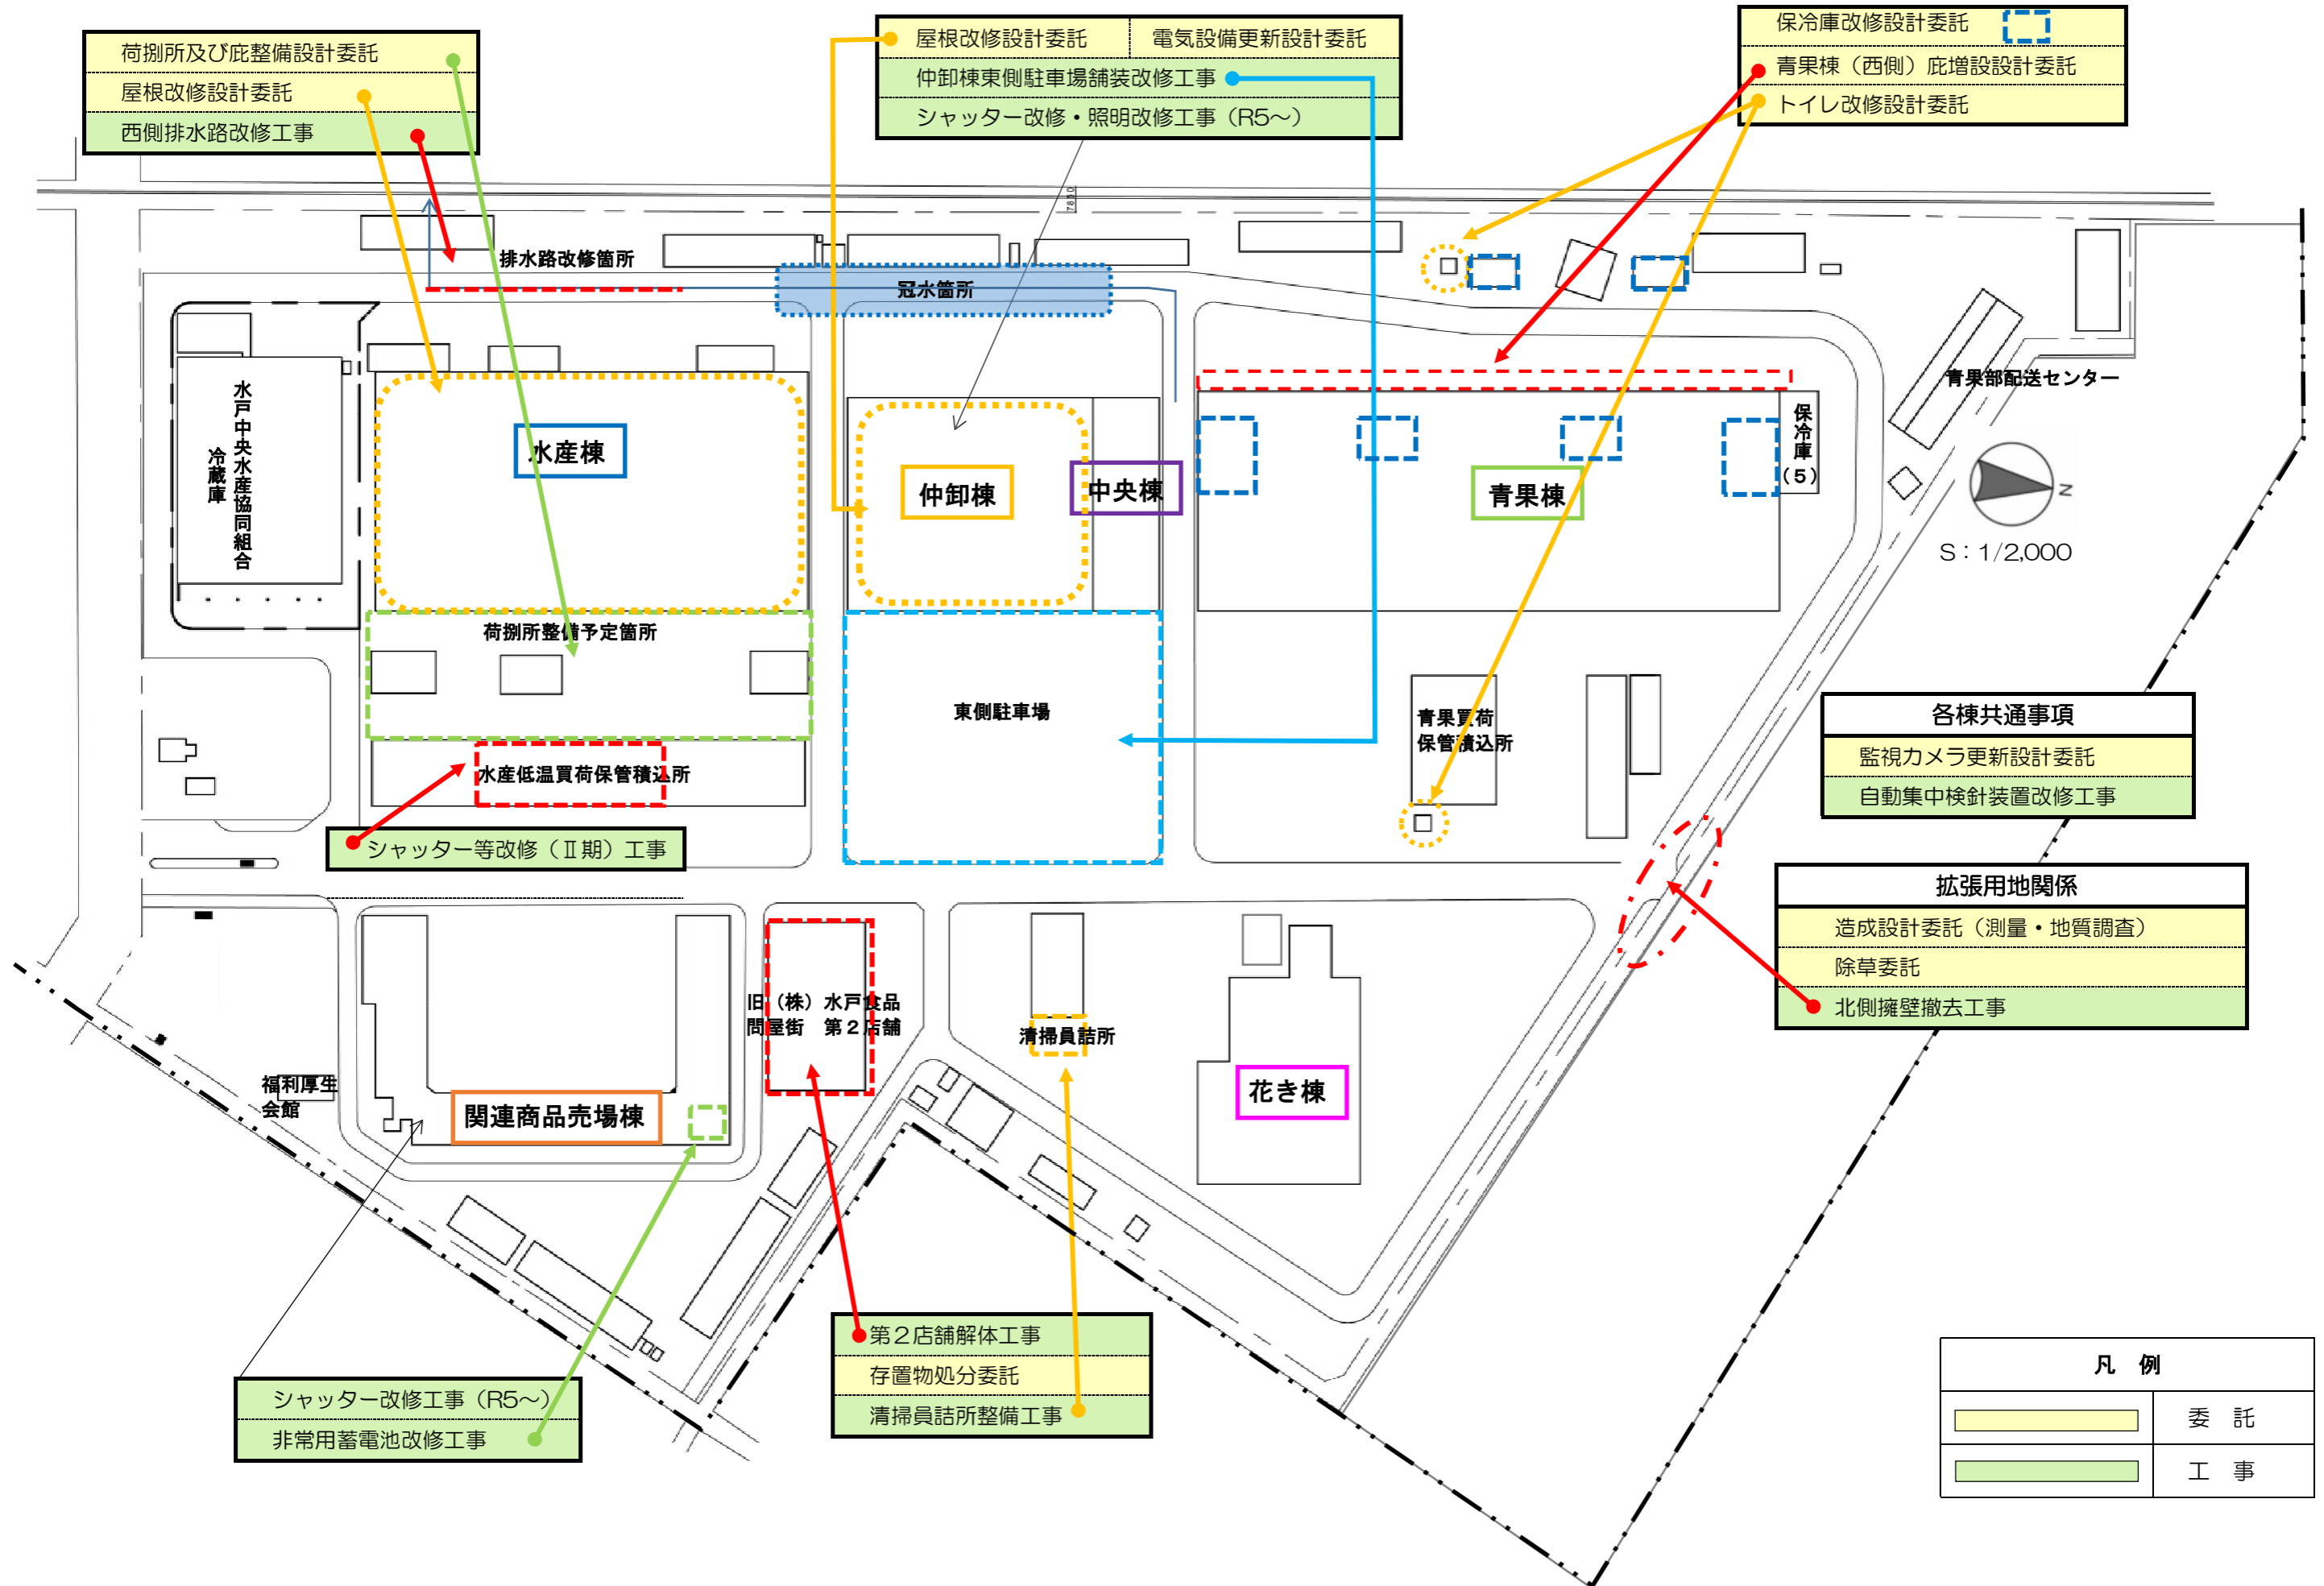 荷捌所及び庇整備設計委託
屋根改修設計委託
西側排水路改修工事
屋根改修設計委託
電気設備更新設計委託
仲卸棟東側駐車場舗装改修工事
シャッター改修・照明改修工事（R5～）
保冷庫改修設計委託
青果棟（西側）庇増設設計委託
トイレ改修設計委託
7850
排水路改修箇所
冠水箇所
水戸中央水産協同組合
冷蔵庫
水産棟
仲卸棟
中央棟
青果棟
保冷庫
（5）
青果部配送センター
N
S：1/2,000
荷捌所整備予定箇所
東側駐車場
青果買荷
保管積込所
水産低温買荷保管積込所
シャッター等改修（Ⅱ期）工事
各棟共通事項
監視カメラ更新設計委託
自動集中検針装置改修工事
拡張用地関係
造成設計委託（測量・地質調査）
除草委託
北側擁壁撤去工事
旧（株）水戸食品
問屋街　第２店舗
清掃員詰所
福利厚生
会館
関連商品売場棟
花き棟
第２店舗解体工事
存置物処分委託
清掃員詰所整備工事
シャッター改修工事（R5～）
非常用蓄電池改修工事
凡　例
委　託
工　事